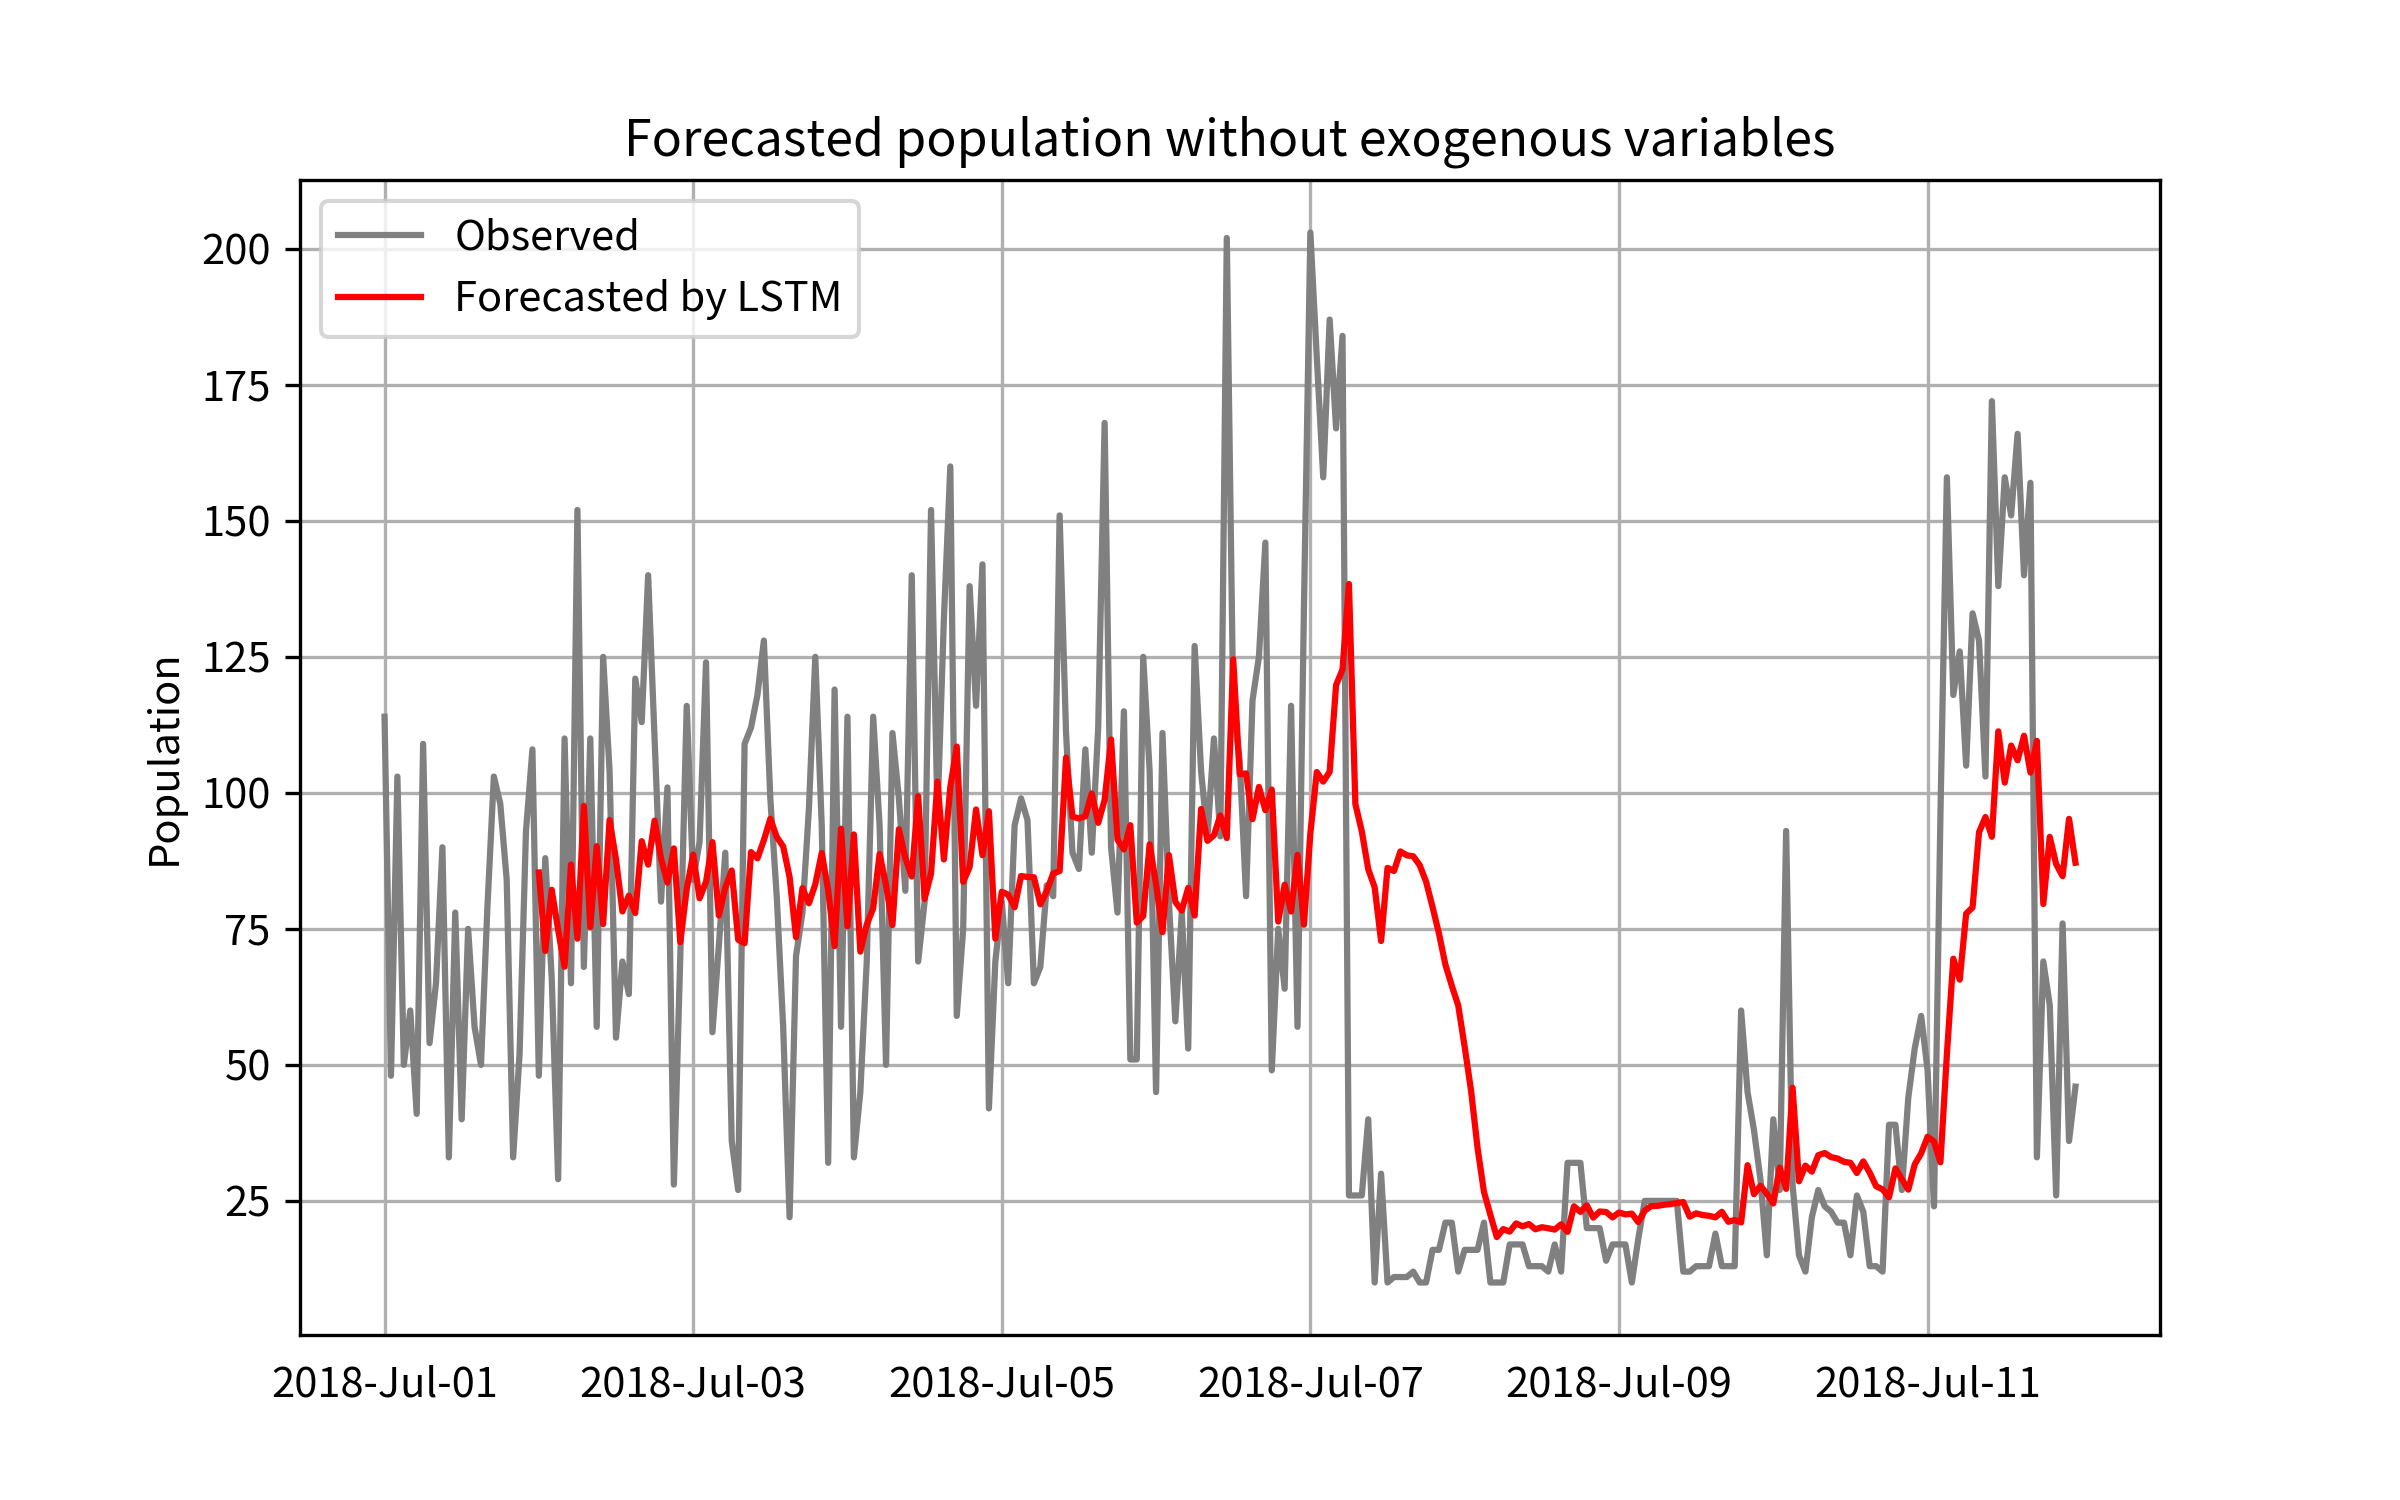 Forecasted population without exogenous variables
Observed
Forecasted by LSTM
Population
200
175
150
125
100
75
50
25
2018-Jul-01 2018-Jul-03 2018-Jul-05 2018-Jul-07 2018-Jul-09 2018-Jul-11